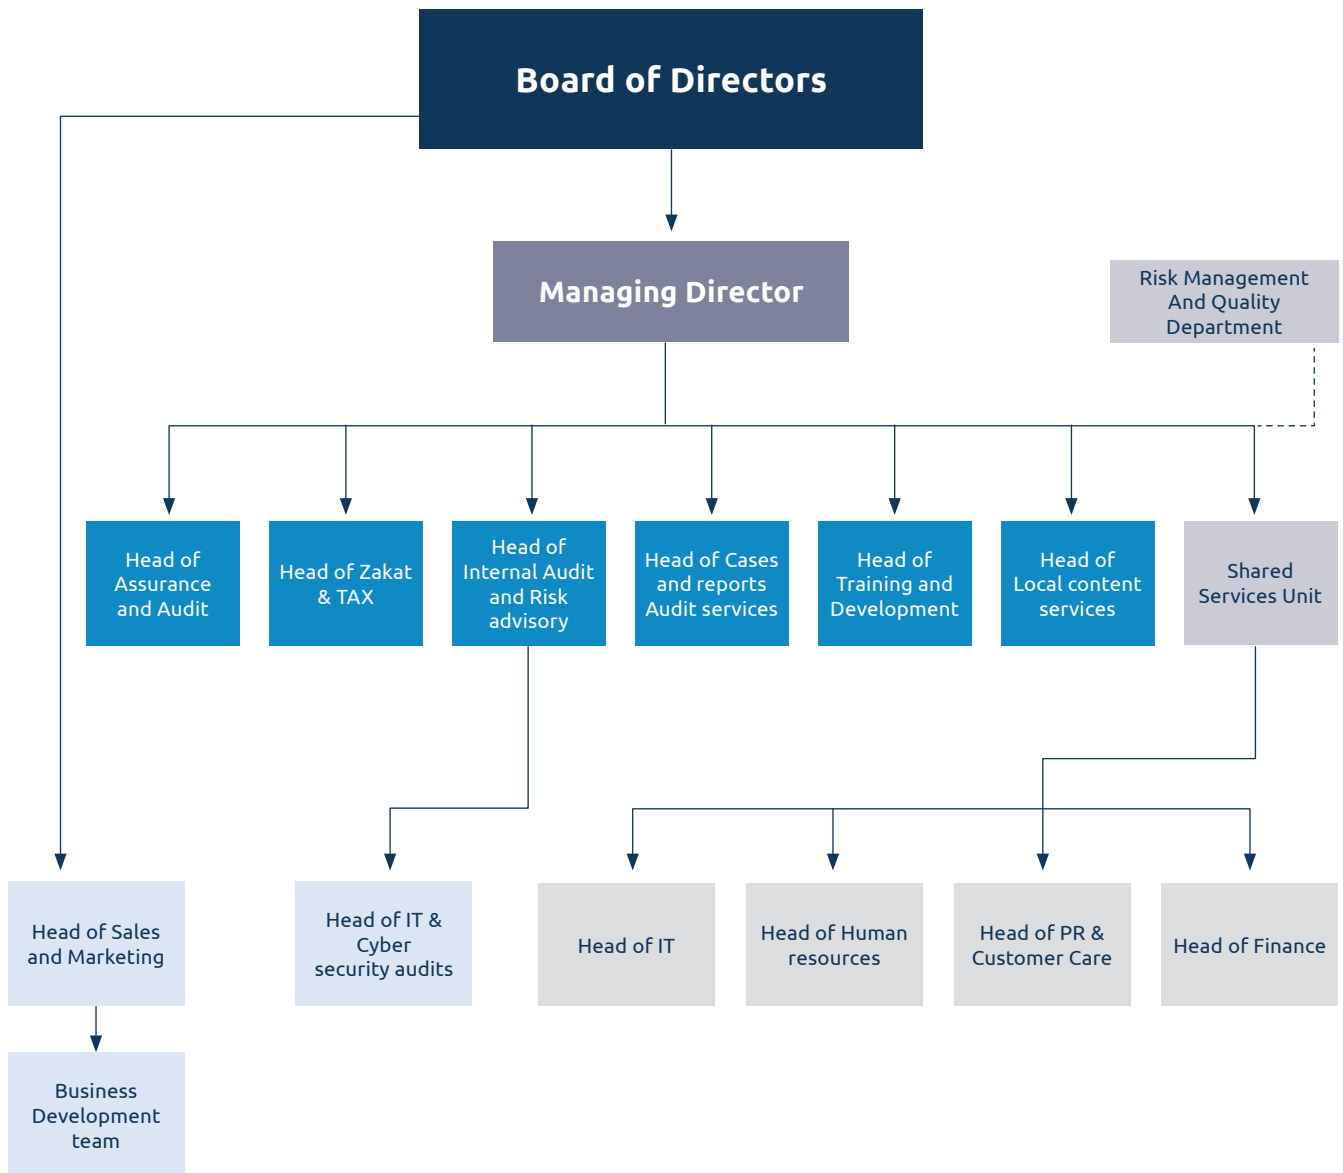 Board of Directors
Managing Director
Risk Management
And Quality
Department
Head of
Assurance
and Audit
Head of Zakat
& TAX
Head of
Internal Audit
and Risk
advisory
Head of Cases
and reports
Audit services
Head of
Training and
Development
Head of
Local content
services
Shared
Services Unit
Head of Sales
and Marketing
Head of IT &
Cyber
security audits
Head of IT
Head of Human
resources
Head of PR &
Customer Care
Head of Finance
Business
Development
team